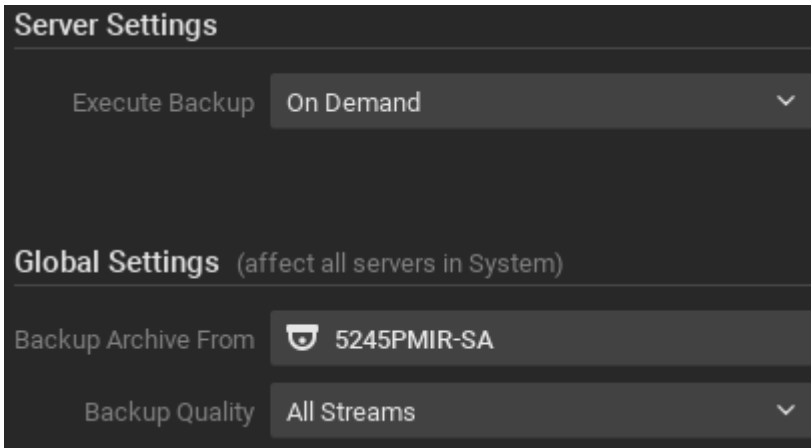 Server Settings
Execute Backup On Demand
Global Settings (affect all servers in System)
Backup Archive From 5245PMIR-SA
Backup Quality All Streams